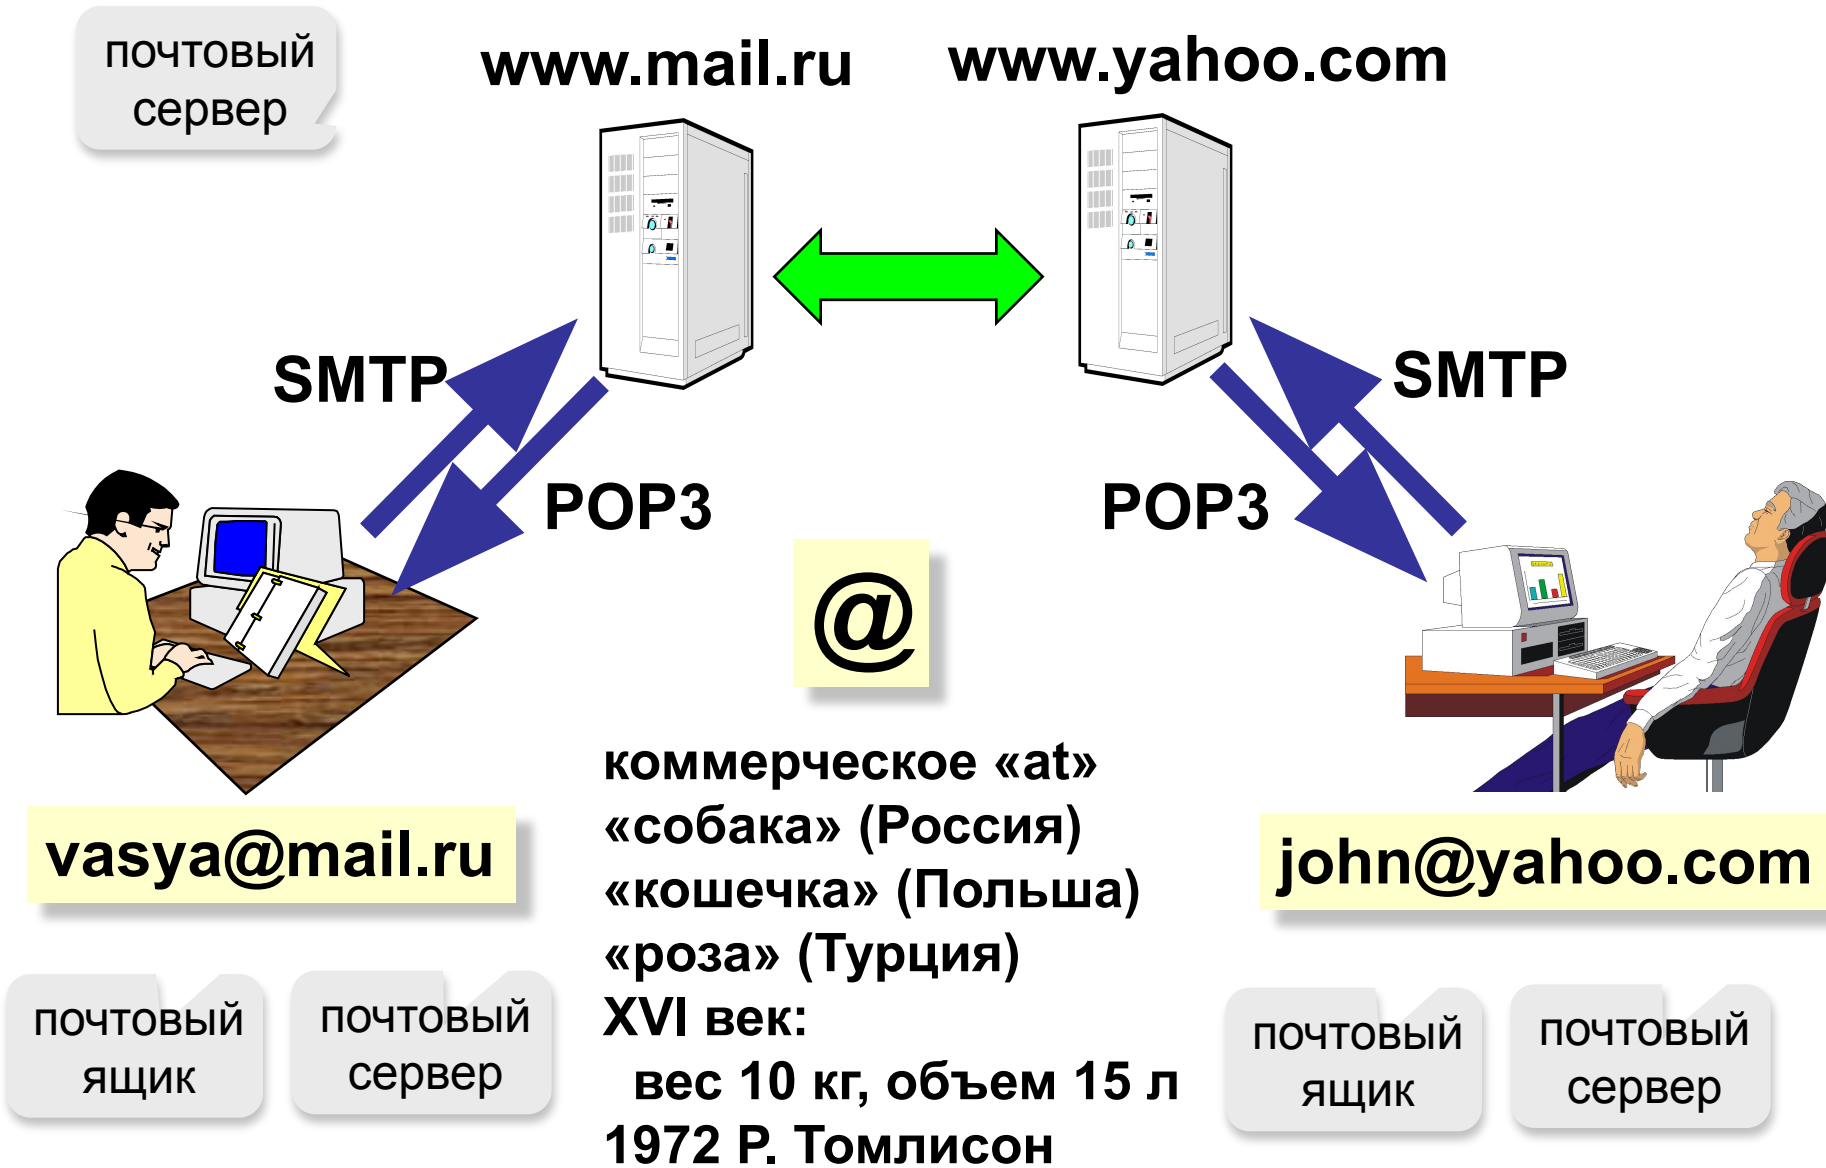 почтовый
сервер
www.mail.ru
www.yahoo.com
SMTP
SMTP
POP3
POP3
@
коммерческое «at»
«собака» (Россия)
«кошечка» (Польша)
«роза» (Турция)
XVI век:
вес 10 кг, объем 15 л
1972 Р. Томлисон
vasya@mail.ru
john@yahoo.com
почтовый
ящик
почтовый
сервер
почтовый
ящик
почтовый
сервер